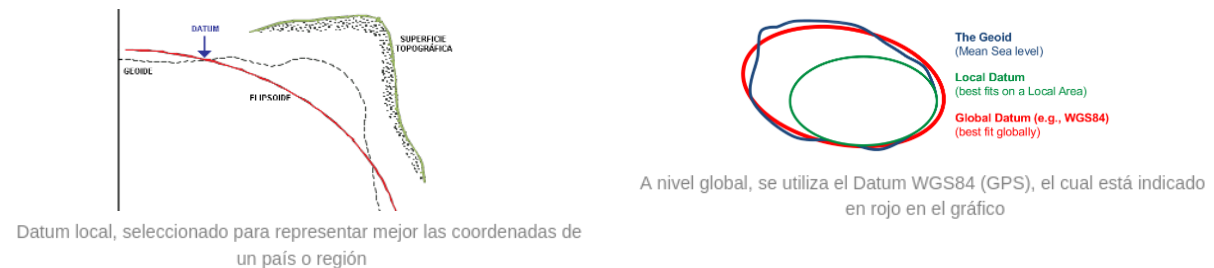 DATUM
SUPERFICIE
TOPOGRÁFICA
GEOIDE
ELIPSOIDE
Datum local, seleccionado para representar mejor las coordenadas de
un país o región
The Geoid
(Mean Sea level)
Local Datum
(best fits on a Local Area)
Global Datum (e.g., WGS84)
(best fit globally)
A nivel global, se utiliza el Datum WGS84 (GPS), el cual está indicado
en rojo en el gráfico